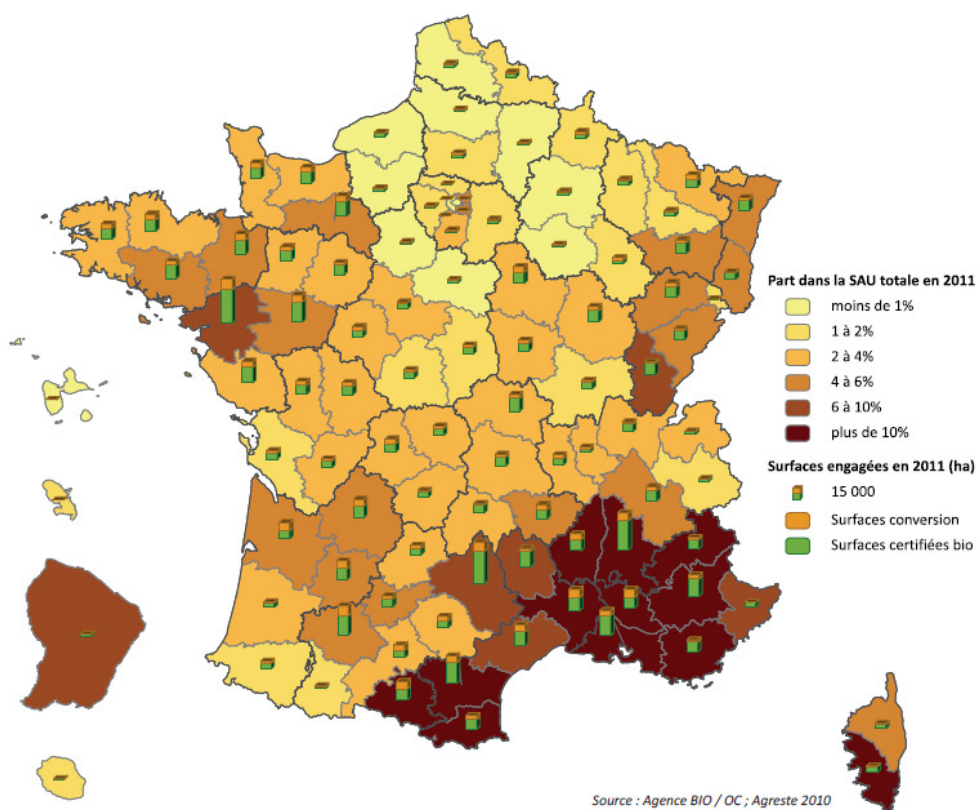 Part dans la SAU totale en 2011
moins de 1%
1 à 2%
2 à 4%
4 à 6%
6 à 10%
plus de 10%
Surfaces engagées en 2011 (ha)
15 000
Surfaces conversion
Surfaces certifiées bio
Source : Agence BIO / OC ; Agreste 2010